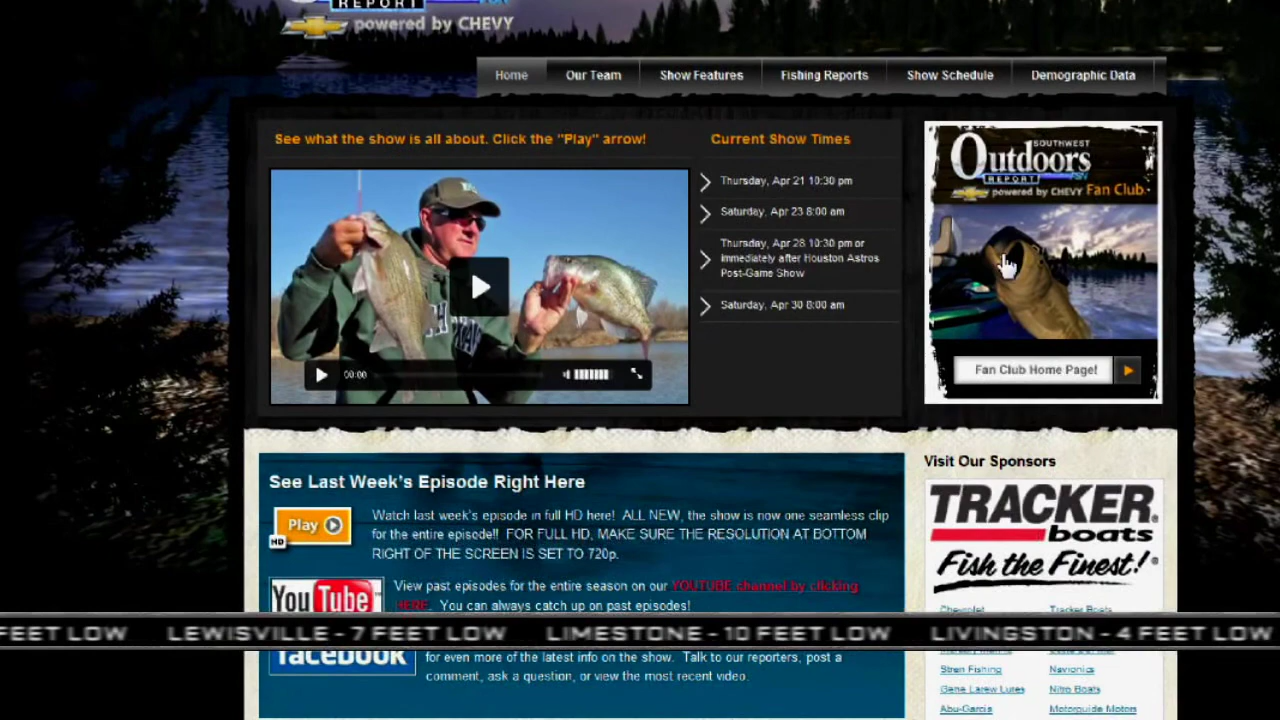 REPORT FSN
powered by CHEVY
Home Our Team Show Features Fishing Reports Show Schedule Demographic Data
See what the show is all about. Click the "Play" arrow!
00:00
Current Show Times
Thursday, Apr 21 10:30 pm
Saturday, Apr 23 8:00 am
Thursday, Apr 28 10:30 pm or
immediately after Houston Astros
Post-Game Show
Saturday, Apr 30 8:00 am
SOUTHWEST
Outdoors
REPORT FSN
powered by CHEVY Fan Club
Fan Club Home Page!
See Last Week's Episode Right Here
Play
HD
Watch last week's episode in full HD here! ALL NEW, the show is now one seamless clip
for the entire episode!! FOR FULL HD, MAKE SURE THE RESOLUTION AT BOTTOM
RIGHT OF THE SCREEN IS SET TO 720p.
YouTube
View past episodes for the entire season on our YOUTUBE channel by clicking
HERE. You can always catch up on past episodes!
Visit Our Sponsors
TRACKER
boats
Fish the Finest!
Chevrolet Tracker Boats
FEET LOW LEWISVILLE - 7 FEET LOW LIMESTONE - 10 FEET LOW LIVINGSTON - 4 FEET LOW
facebook
for even more of the latest info on the show. Talk to our reporters, post a
comment, ask a question, or view the most recent video.
Stren Fishing Navionics
Gene Larew Lures Nitro Boats
Abu-Garcia Motorguide Motors